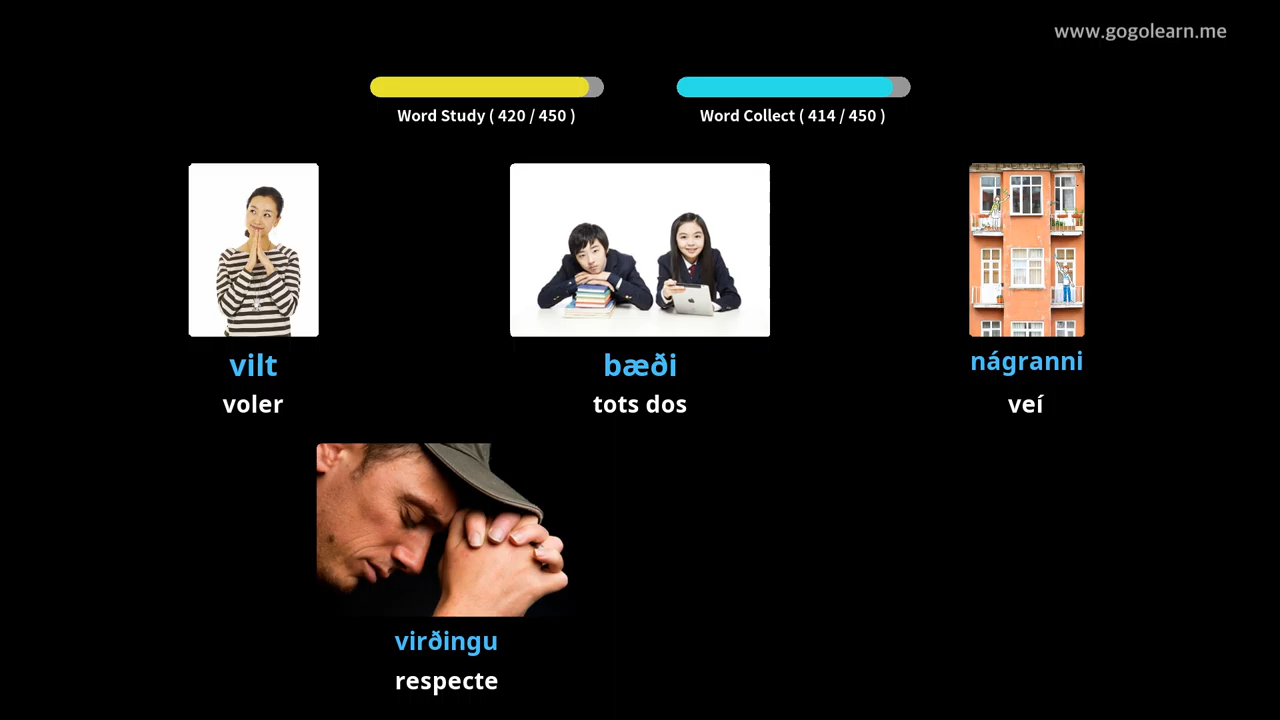 www.gogolearn.me
Word Study ( 420 / 450 )
Word Collect ( 414 / 450 )
vilt
voler
bæði
tots dos
nágranni
veí
virðingu
respecte